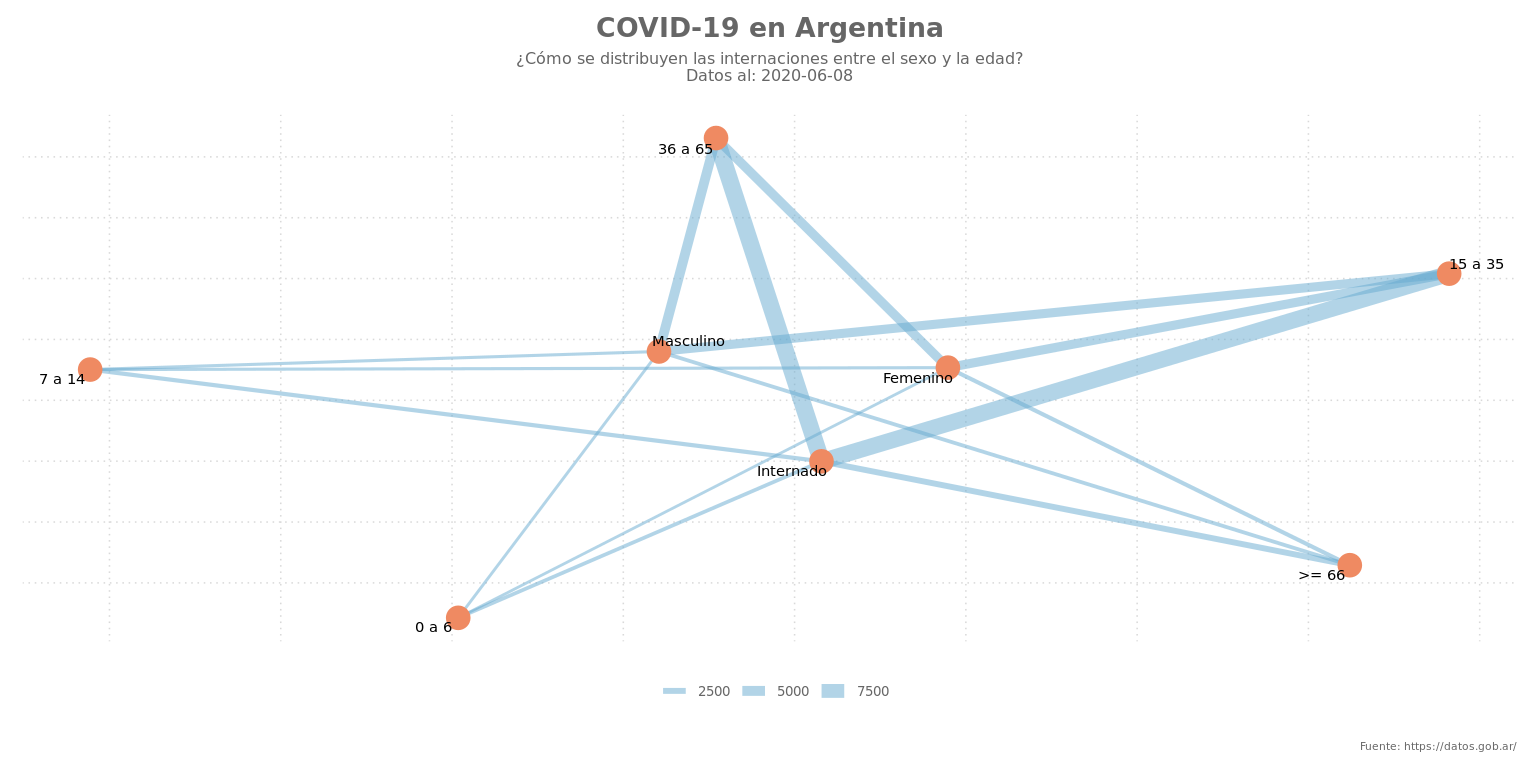 COVID-19 en Argentina
¿Cómo se distribuyen las internaciones entre el sexo y la edad?
Datos al: 2020-06-08
36 a 65
15 a 35
Masculino
7 a 14
Femenino
Internado
>= 66
0 a 6
2500 5000 7500
Fuente: https://datos.gob.ar/